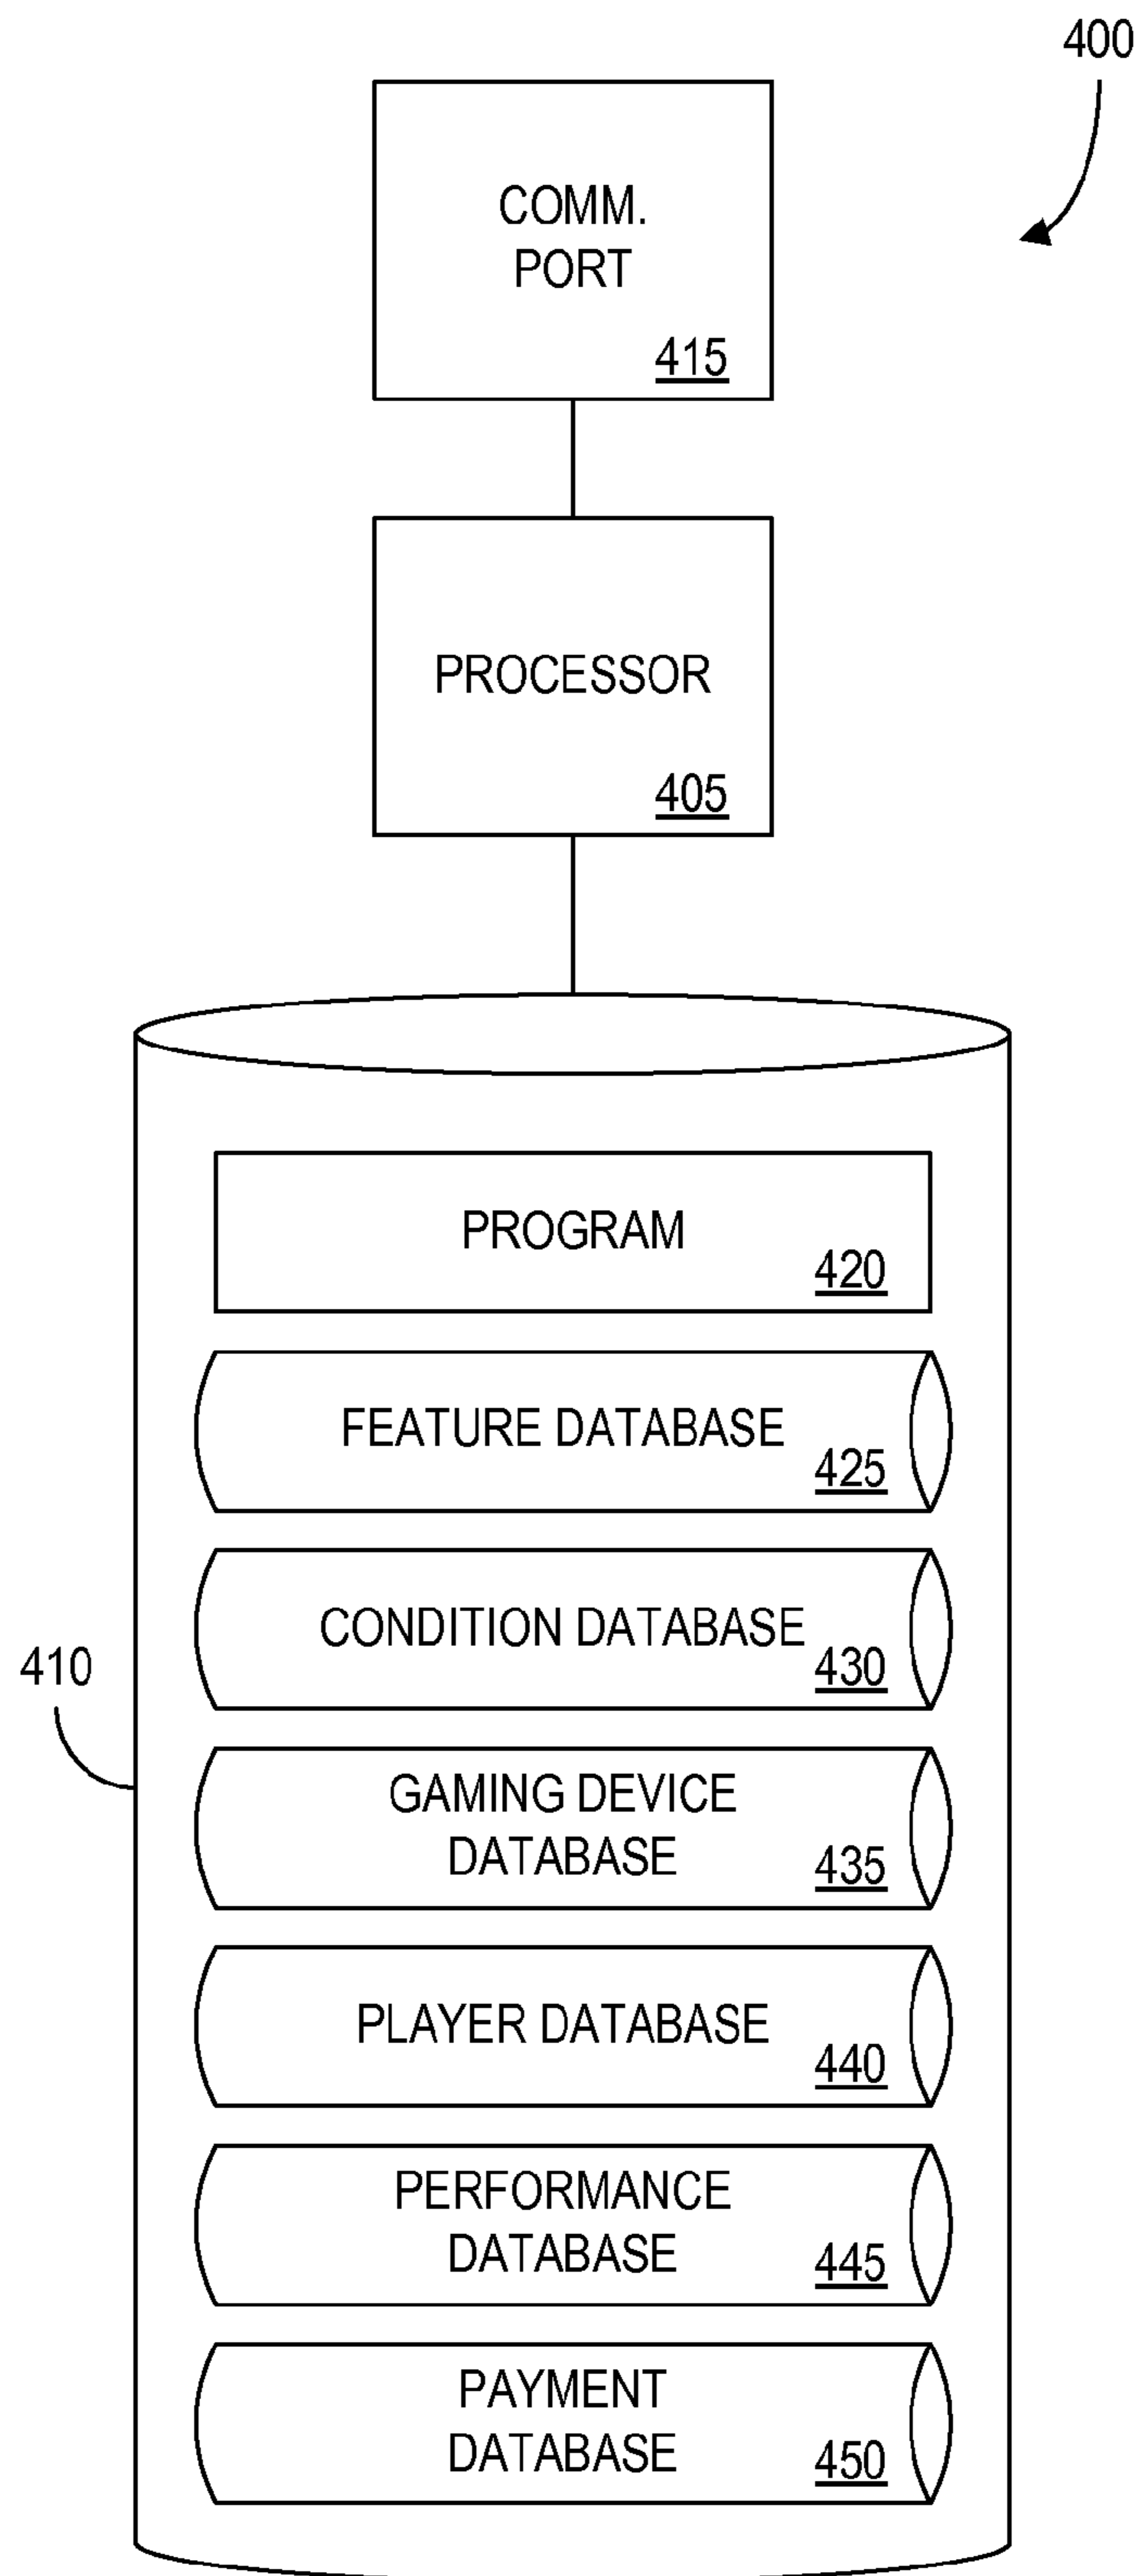 400
COMM.
PORT
415
PROCESSOR
405
PROGRAM
420
FEATURE DATABASE
425
CONDITION DATABASE
430
410
GAMING DEVICE
DATABASE
435
PLAYER DATABASE
440
PERFORMANCE
DATABASE
445
PAYMENT
DATABASE
450